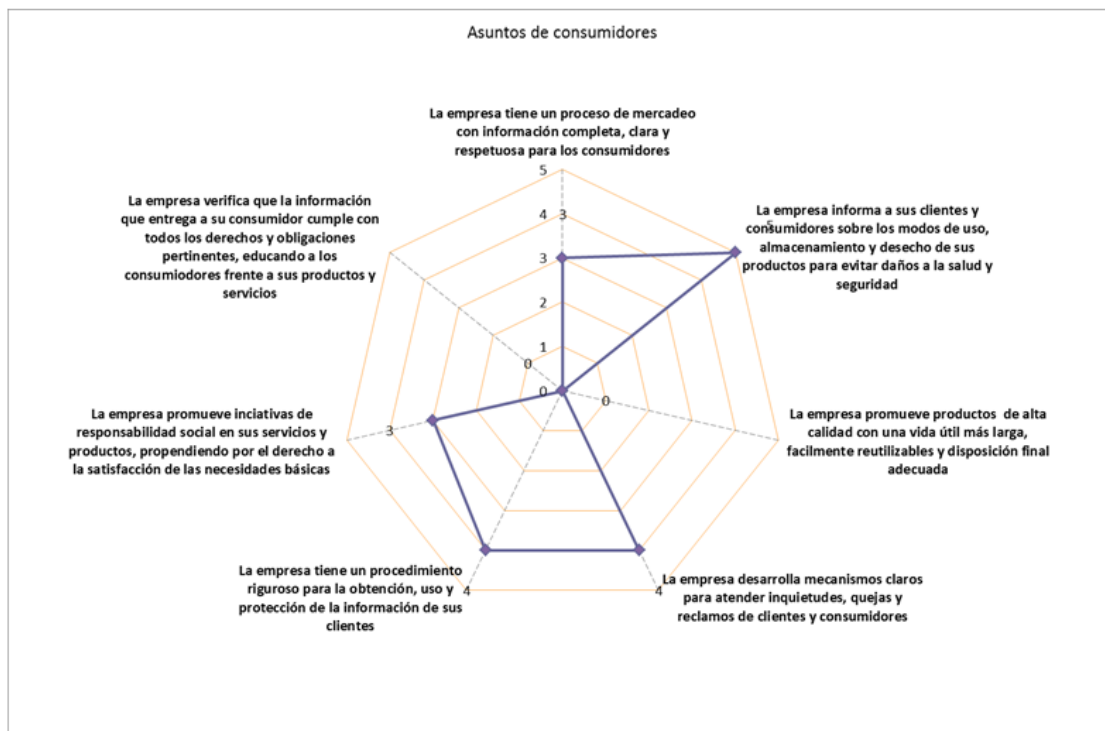 Asuntos de consumidores
La empresa tiene un proceso de mercadeo
con información completa, clara y
respetuosa para los consumidores
5
4
3
3
2
1
0
La empresa informa a sus clientes y
consumidores sobre los modos de uso,
almacenamiento y desecho de sus
productos para evitar daños a la salud y
seguridad
5
0
La empresa promueve productos de alta
calidad con una vida útil más larga,
facilmente reutilizables y disposición final
adecuada
La empresa desarrolla mecanismos claros
para atender inquietudes, quejas y
reclamos de clientes y consumidores
4
La empresa tiene un procedimiento
riguroso para la obtención, uso y
protección de la información de sus
clientes
4
La empresa promueve inciativas de
responsabilidad social en sus servicios y
productos, propendiendo por el derecho a
la satisfacción de las necesidades básicas
3
La empresa verifica que la información
que entrega a su consumidor cumple con
todos los derechos y obligaciones
pertinentes, educando a los
consumiodores frente a sus productos y
servicios
0